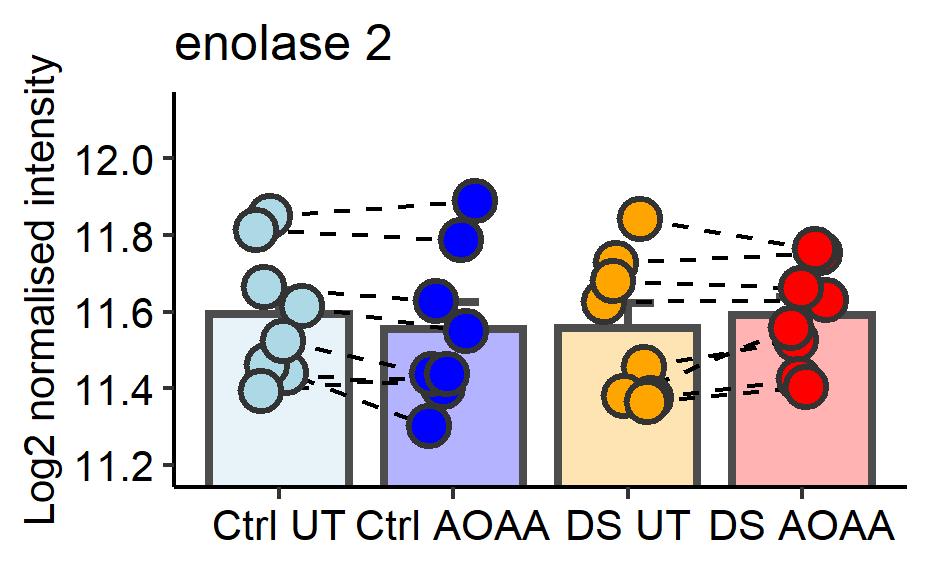 enolase 2
Log2 normalised intensity
12.0
11.8
11.6
11.4
11.2
Ctrl UT Ctrl AOAA DS UT DS AOAA